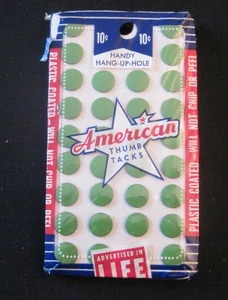 10¢
10¢
HANDY
HANG-UP-HOLE
American
THUMB
TACKS
PLASTIC COATED - WILL NOT CHIP OR PEEL
PLASTIC COATED - WILL NOT CHIP OR PEEL
ADVERTISED IN
LIFE